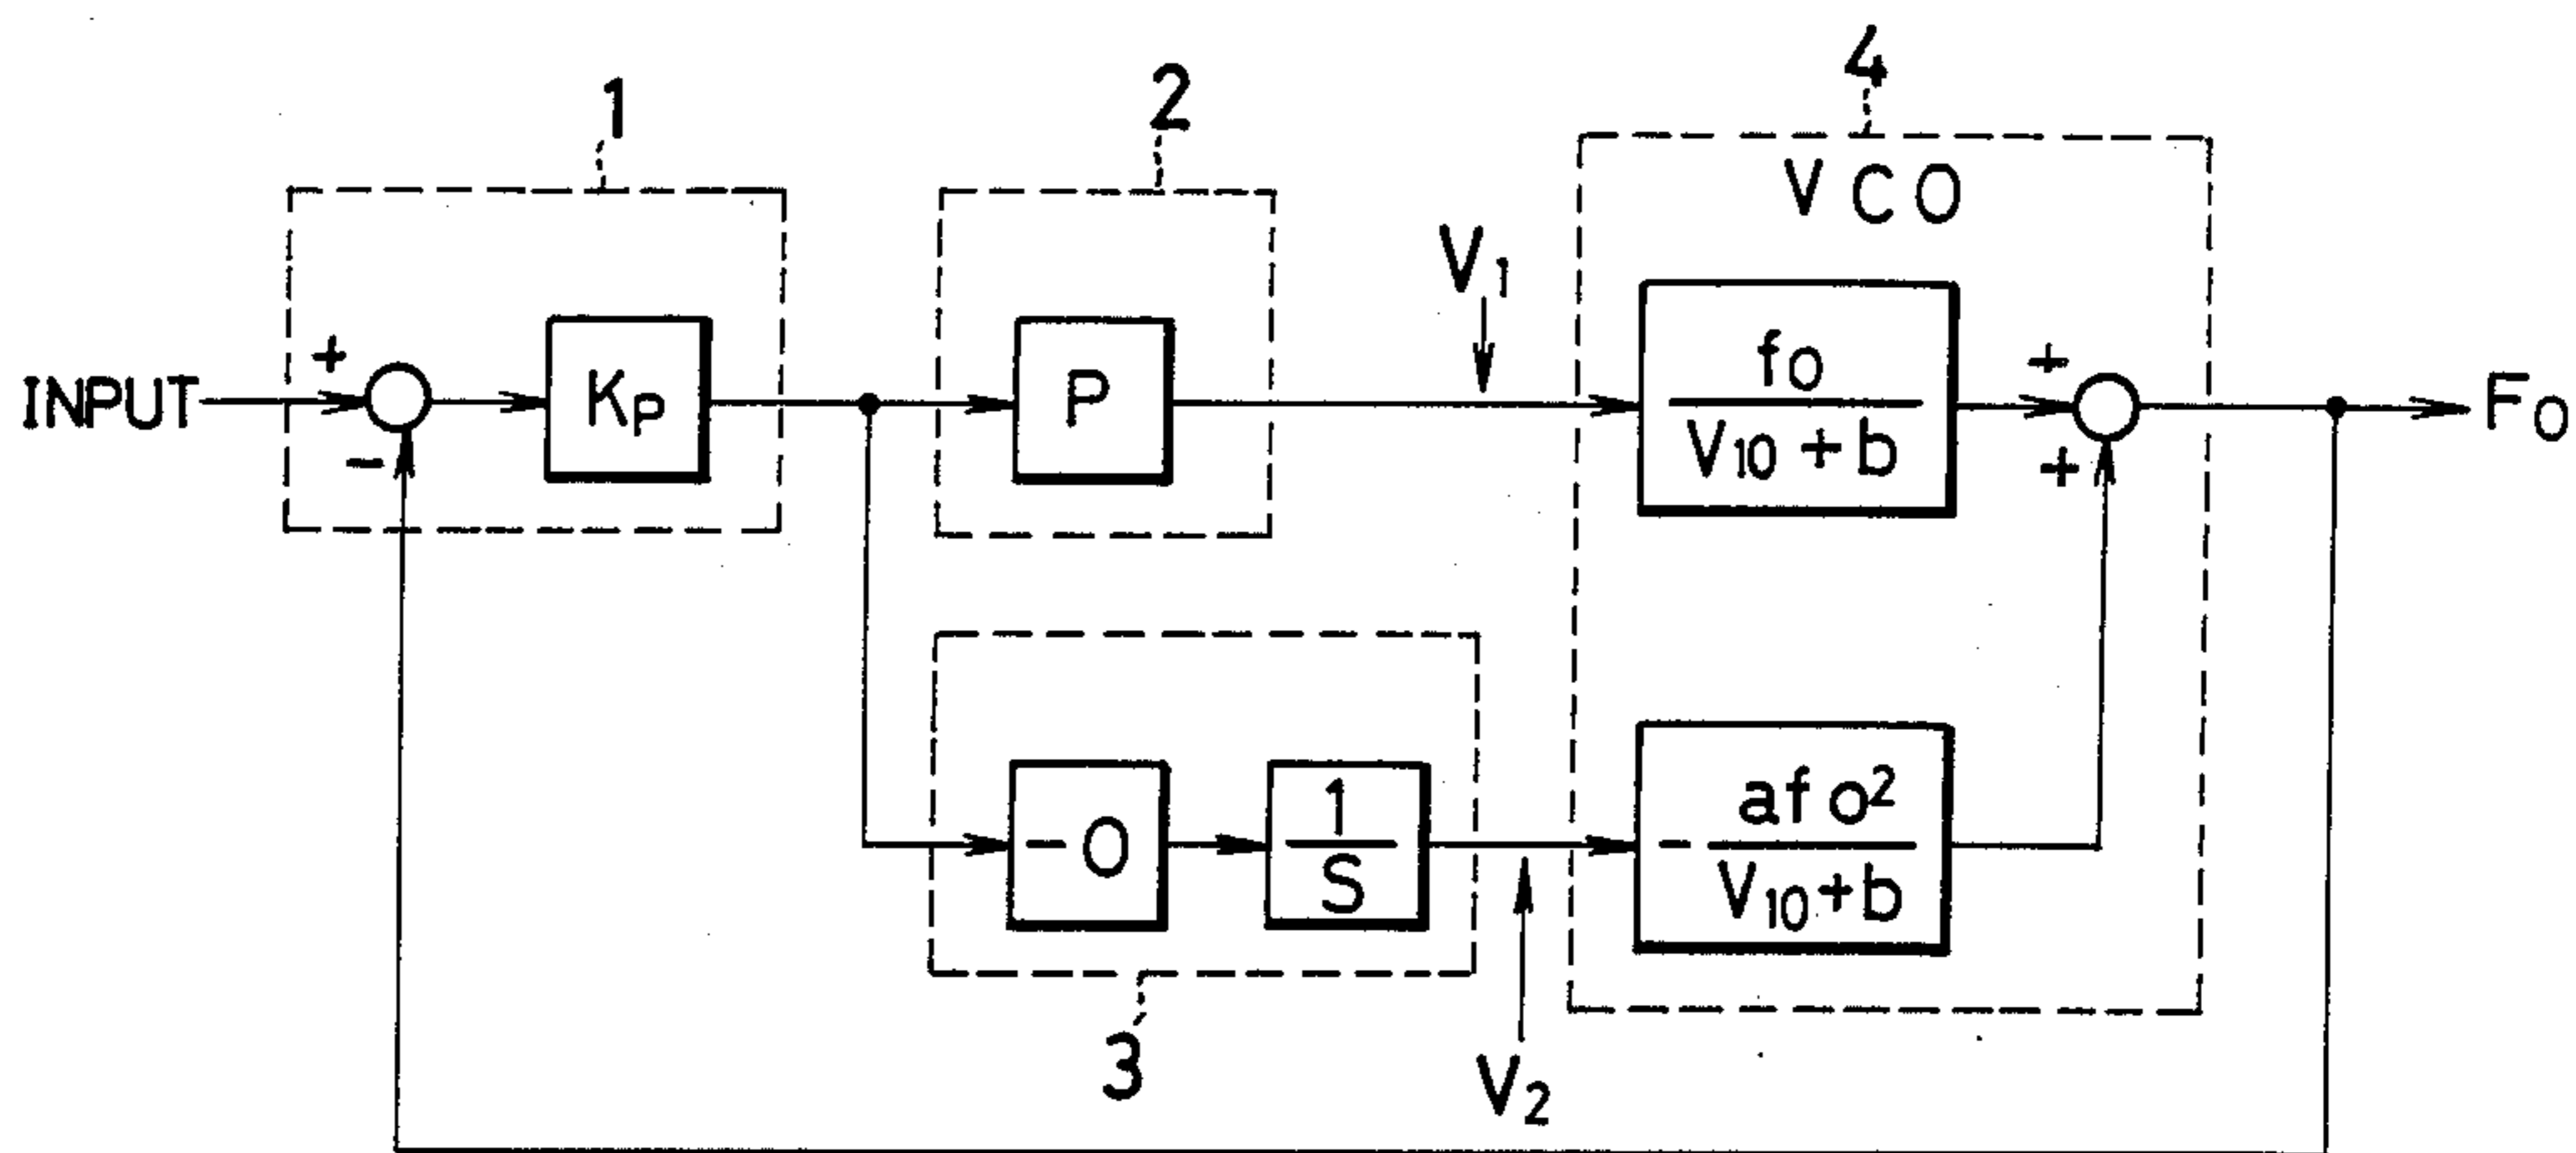 1
2
4
VCO
V₁
INPUT
+
-
Kₚ
P
fo
V₁₀ + b
+
+
Fo
-O
1
S
- afo²
V₁₀+b
3
V₂